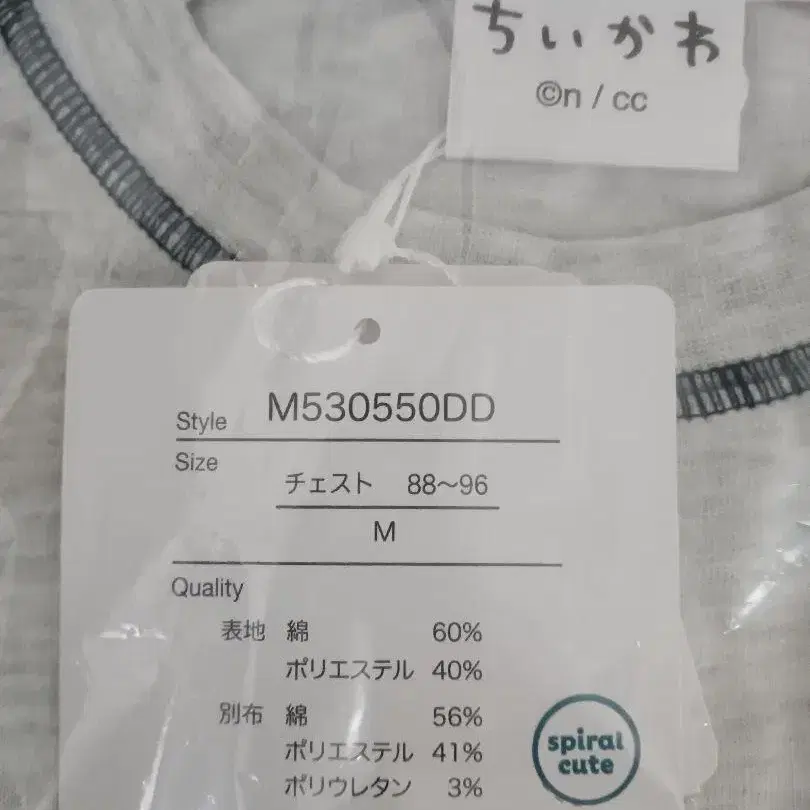 ちいかわ
©n / cc
Style M530550DD
Size
チェスト 88～96
M
Quality
表地 綿 60%
ポリエステル 40%
別布 綿 56%
ポリエステル 41%
ポリウレタン 3%
spiral
cute